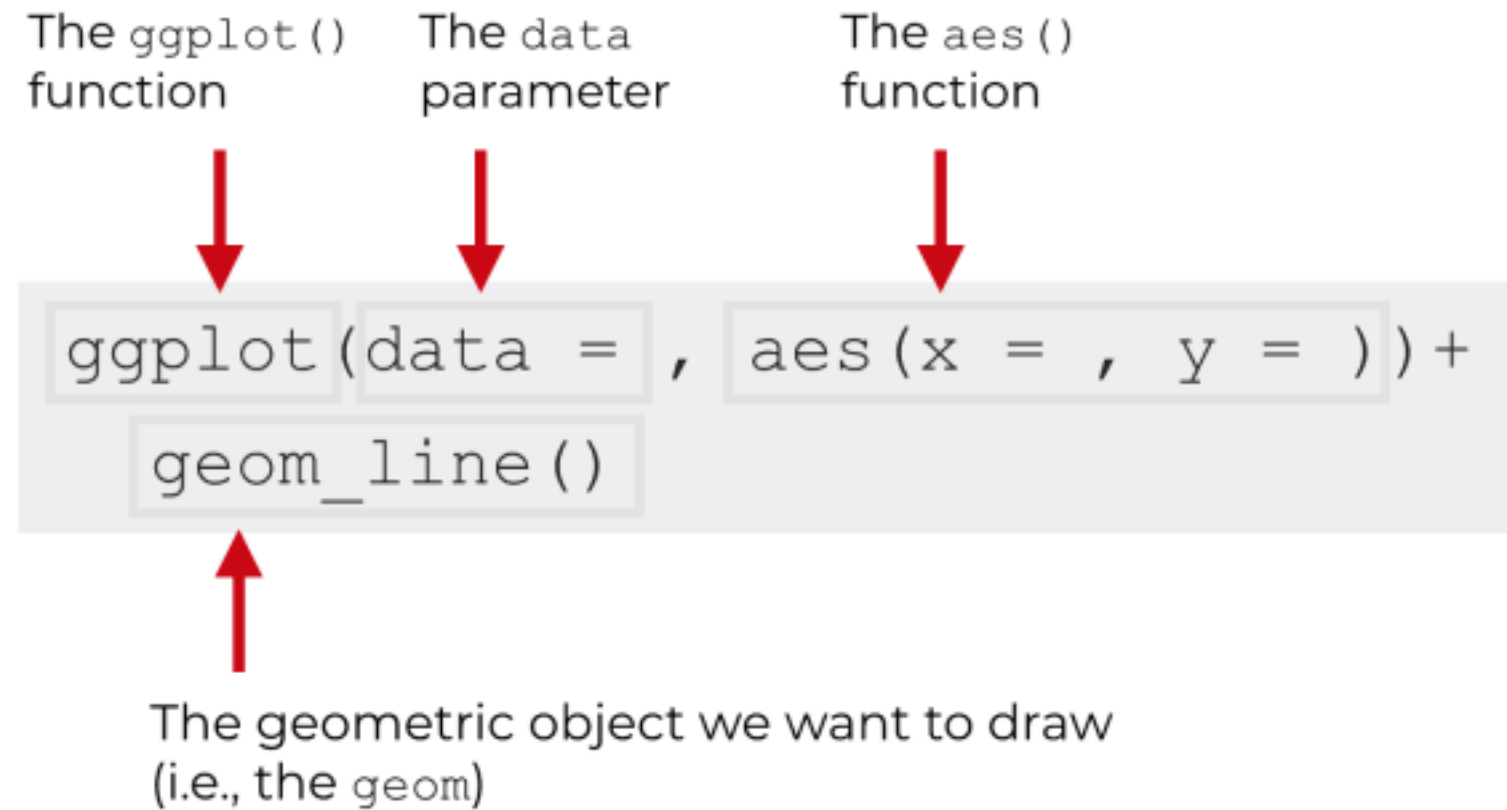 The ggplot() function
The data parameter
The aes() function
ggplot(data = , aes(x = , y = ))+
geom_line()
The geometric object we want to draw
(i.e., the geom)